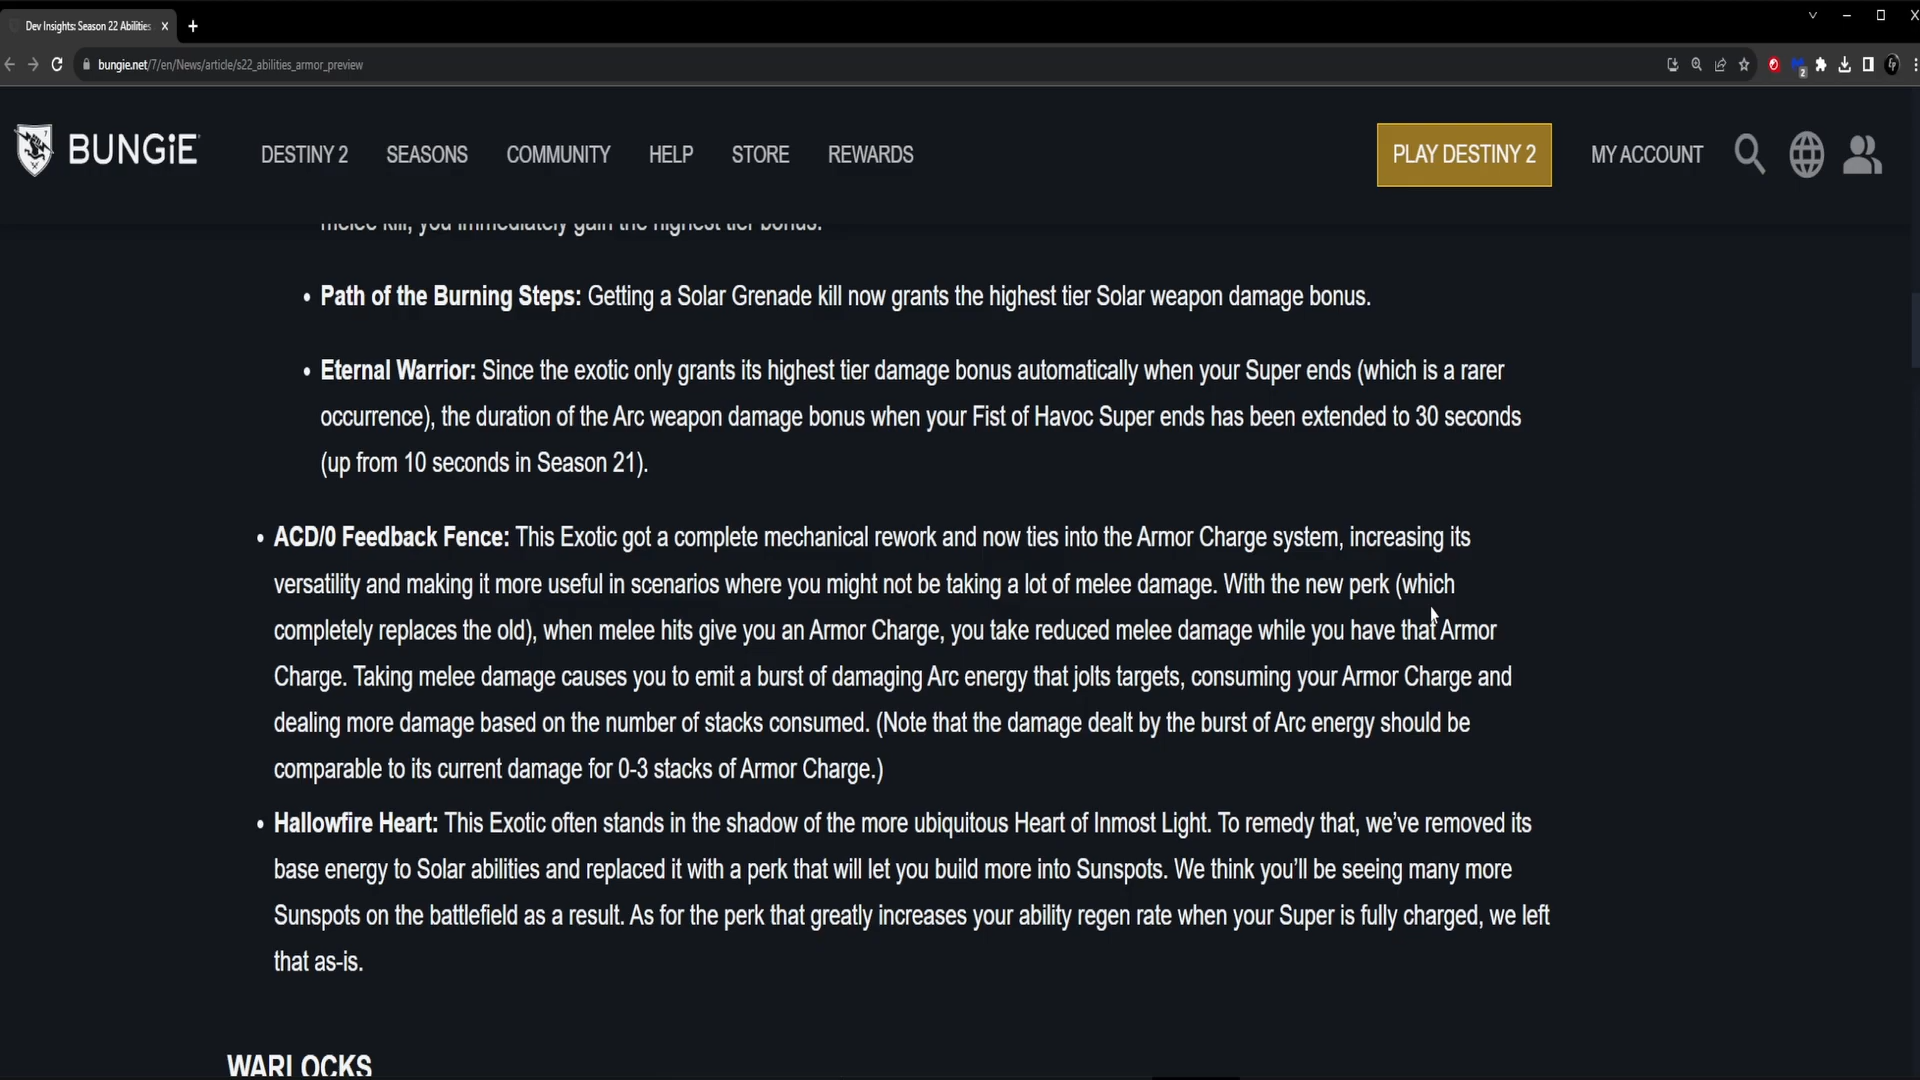 Dev Insights: Season 22 Abilities
bungie.net/7/en/News/article/s22_abilities_armor_preview
2
BUNGiE
DESTINY 2 SEASONS COMMUNITY HELP STORE REWARDS
PLAY DESTINY 2 MY ACCOUNT
melee kill, you immediately gain the highest tier bonus.
• Path of the Burning Steps: Getting a Solar Grenade kill now grants the highest tier Solar weapon damage bonus.
• Eternal Warrior: Since the exotic only grants its highest tier damage bonus automatically when your Super ends (which is a rarer
occurrence), the duration of the Arc weapon damage bonus when your Fist of Havoc Super ends has been extended to 30 seconds
(up from 10 seconds in Season 21).
• ACD/0 Feedback Fence: This Exotic got a complete mechanical rework and now ties into the Armor Charge system, increasing its
versatility and making it more useful in scenarios where you might not be taking a lot of melee damage. With the new perk (which
completely replaces the old), when melee hits give you an Armor Charge, you take reduced melee damage while you have that Armor
Charge. Taking melee damage causes you to emit a burst of damaging Arc energy that jolts targets, consuming your Armor Charge and
dealing more damage based on the number of stacks consumed. (Note that the damage dealt by the burst of Arc energy should be
comparable to its current damage for 0-3 stacks of Armor Charge.)
• Hallowfire Heart: This Exotic often stands in the shadow of the more ubiquitous Heart of Inmost Light. To remedy that, we've removed its
base energy to Solar abilities and replaced it with a perk that will let you build more into Sunspots. We think you'll be seeing many more
Sunspots on the battlefield as a result. As for the perk that greatly increases your ability regen rate when your Super is fully charged, we left
that as-is.
WARLOCKS